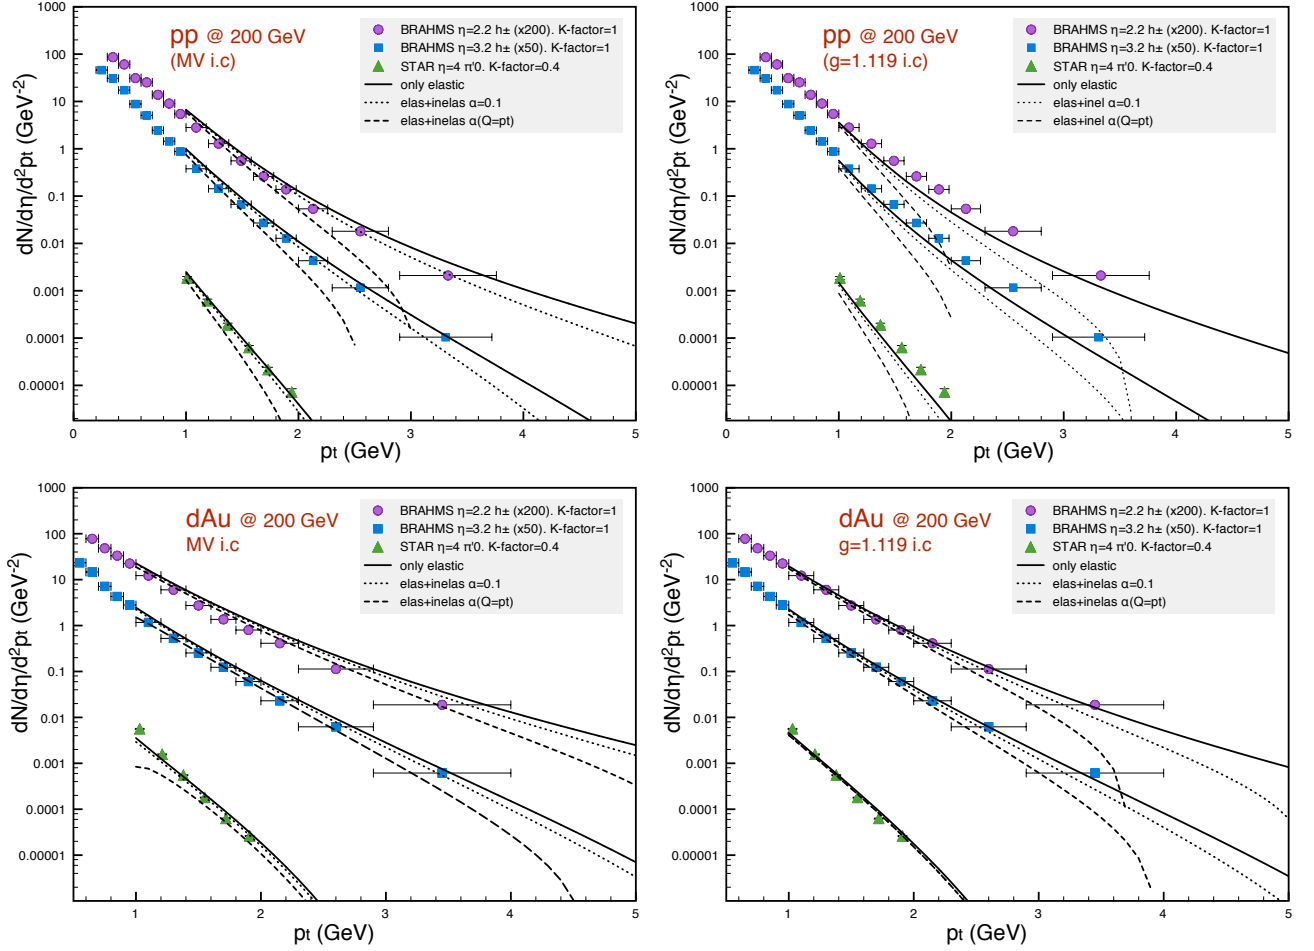 pp @ 200 GeV
(MV i.c)
BRAHMS η=2.2 h± (x200). K-factor=1
BRAHMS η=3.2 h± (x50). K-factor=1
STAR η=4 π'0. K-factor=0.4
only elastic
elas+inelas α=0.1
elas+inelas α(Q=pt)
dN/dη/d²pt (GeV⁻²)
1000
100
10
1
0.1
0.01
0.001
0.0001
0.00001
0 1 2 3 4 5
pt (GeV)
pp @ 200 GeV
(g=1.119 i.c)
BRAHMS η=2.2 h± (x200). K-factor=1
BRAHMS η=3.2 h± (x50). K-factor=1
STAR η=4 π'0. K-factor=0.4
only elastic
elas+inel α=0.1
elas+inel α(Q=pt)
dN/dη/d²pt (GeV⁻²)
1000
100
10
1
0.1
0.01
0.001
0.0001
0.00001
0 1 2 3 4 5
pt (GeV)
dAu @ 200 GeV
MV i.c
BRAHMS η=2.2 h± (x200). K-factor=1
BRAHMS η=3.2 h± (x50). K-factor=1
STAR η=4 π'0. K-factor=0.4
only elastic
elas+inelas α=0.1
elas+inelas α(Q=pt)
dN/dη/d²pt (GeV⁻²)
1000
100
10
1
0.1
0.01
0.001
0.0001
0.00001
1 2 3 4 5
pt (GeV)
dAu @ 200 GeV
g=1.119 i.c
BRAHMS η=2.2 h± (x200). K-factor=1
BRAHMS η=3.2 h± (x50). K-factor=1
STAR η=4 π'0. K-factor=0.4
only elastic
elas+inelas α=0.1
elas+inelas α(Q=pt)
dN/dη/d²pt (GeV⁻²)
1000
100
10
1
0.1
0.01
0.001
0.0001
0.00001
1 2 3 4 5
pt (GeV)